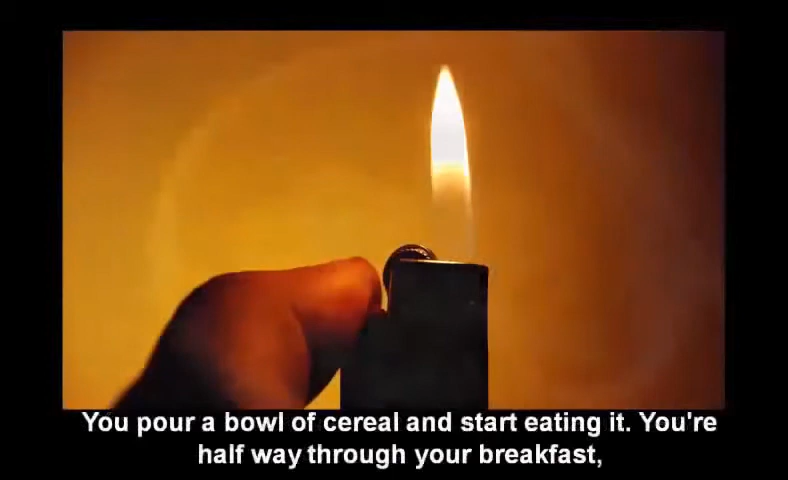 You pour a bowl of cereal and start eating it. You're
half way through your breakfast,